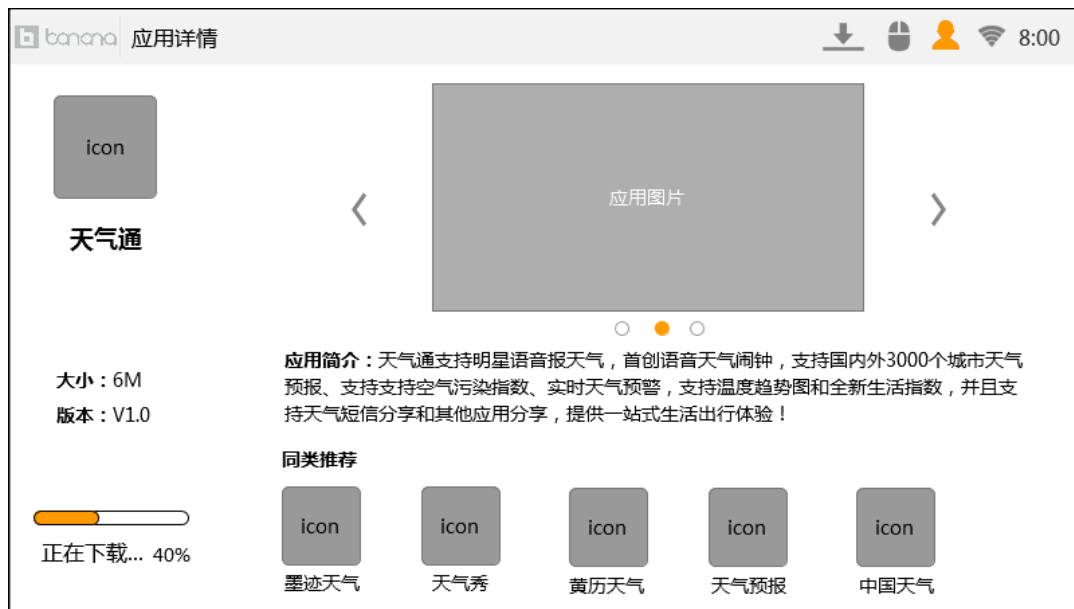 banana 应用详情 8:00
icon
天气通
应用图片
大小：6M
版本：V1.0
正在下载... 40%
应用简介：天气通支持明星语音报天气，首创语音天气闹钟，支持国内外3000个城市天气
预报、支持支持空气污染指数、实时天气预警，支持温度趋势图和全新生活指数，并且支
持天气短信分享和其他应用分享，提供一站式生活出行体验！
同类推荐
icon icon icon icon icon
墨迹天气 天气秀 黄历天气 天气预报 中国天气